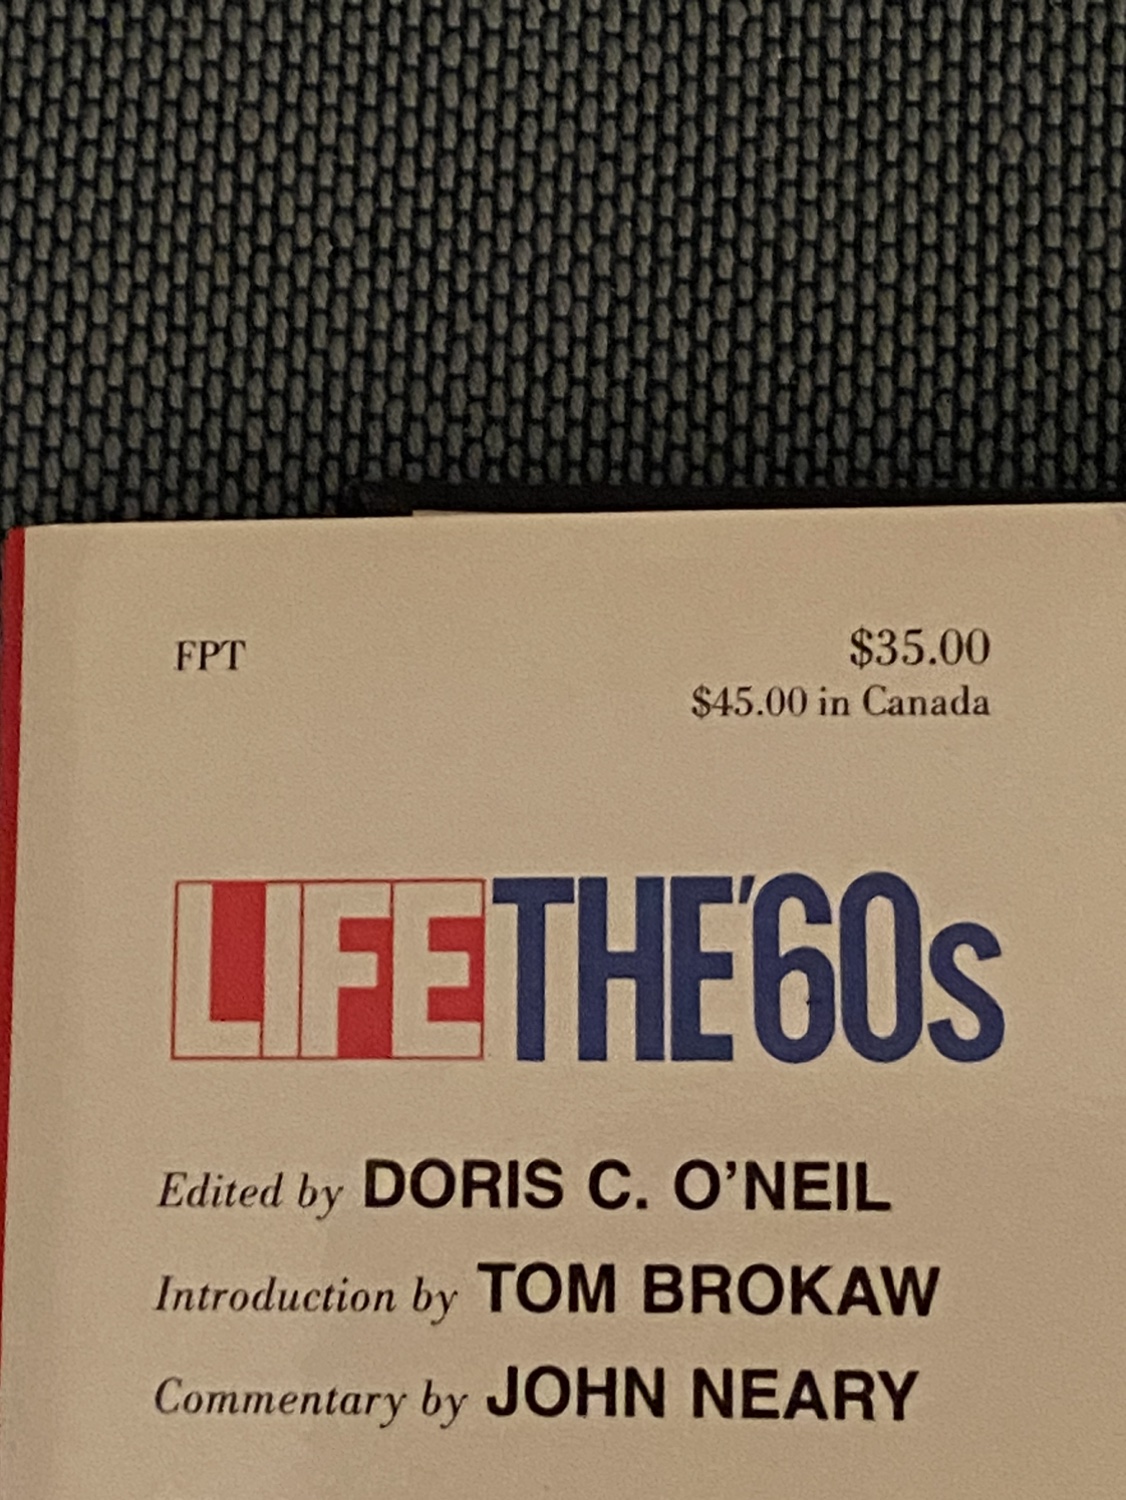 FPT
$35.00
$45.00 in Canada
LIFE THE '60s
Edited by DORIS C. O'NEIL
Introduction by TOM BROKAW
Commentary by JOHN NEARY